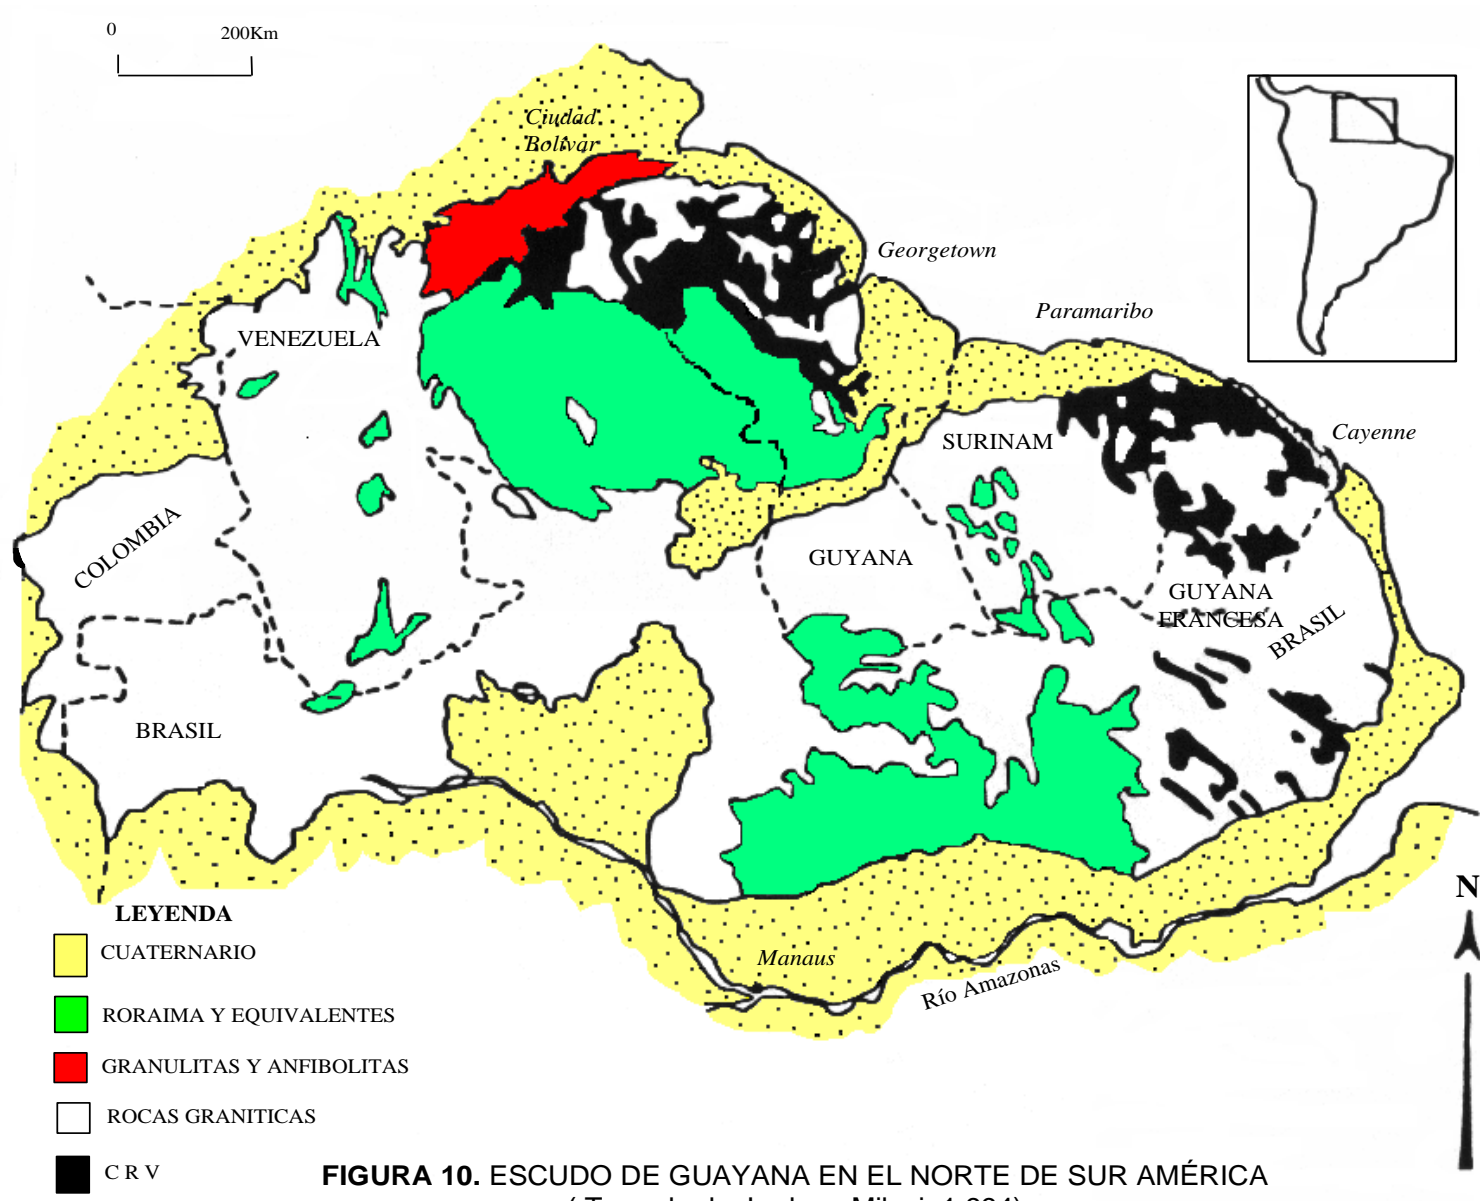 0 200Km
Ciudad
Bolívar
Georgetown
Paramaribo
VENEZUELA
Cayenne
SURINAM
COLOMBIA
GUYANA
GUYANA
FRANCESA
BRASIL
BRASIL
N
LEYENDA
CUATERNARIO
Manaus
Río Amazonas
RORAIMA Y EQUIVALENTES
GRANULITAS Y ANFIBOLITAS
ROCAS GRANITICAS
C R V
FIGURA 10. ESCUDO DE GUAYANA EN EL NORTE DE SUR AMÉRICA